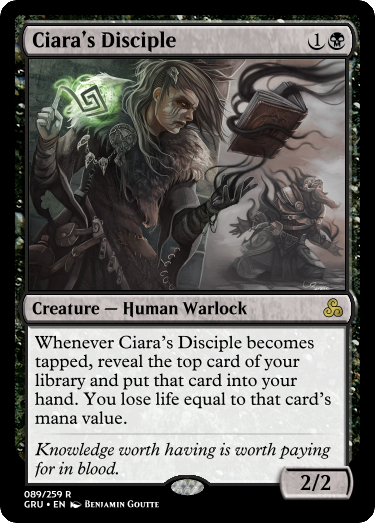 Ciara's Disciple 1
Creature — Human Warlock
Whenever Ciara's Disciple becomes
tapped, reveal the top card of your
library and put that card into your
hand. You lose life equal to that card's
mana value.
Knowledge worth having is worth paying
for in blood.
2/2
089/259 R
GRU • EN Benjamin Goutte